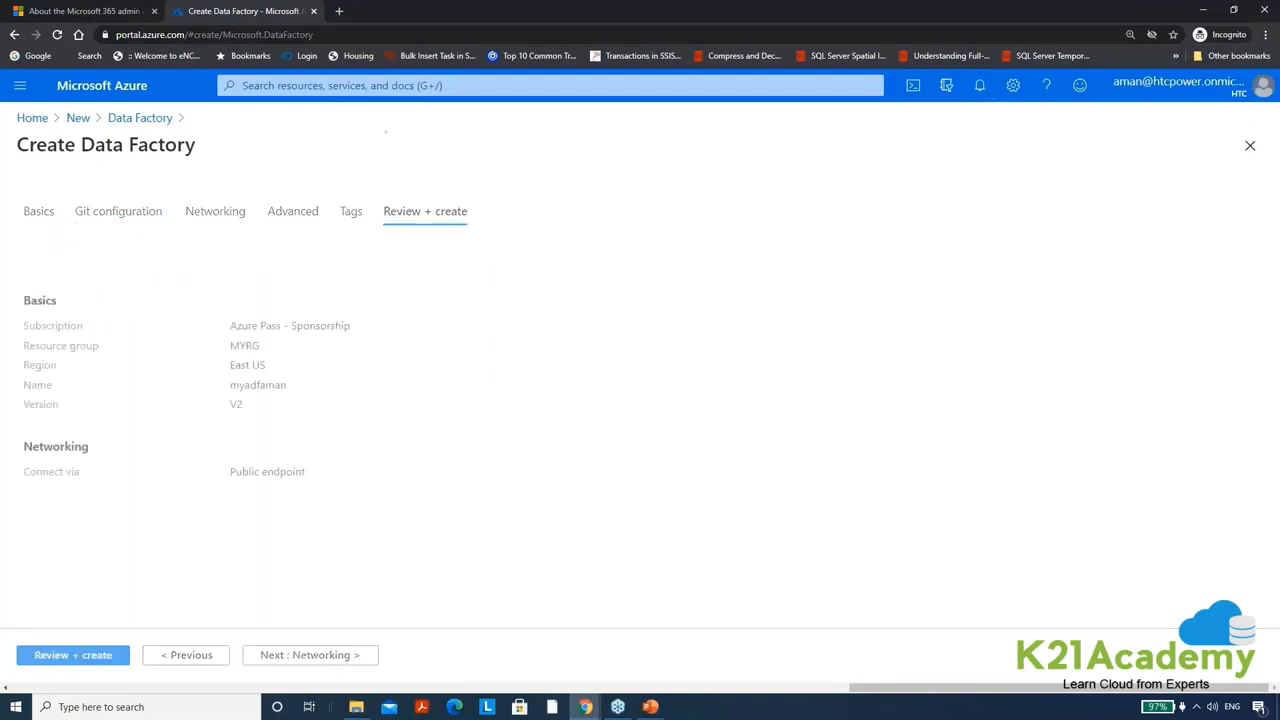 About the Microsoft 365 admin
Create Data Factory - Microsoft A
portal.azure.com/#create/Microsoft.DataFactory
Incognito
Google
Search
:: Welcome to eNC...
Bookmarks
Login
Housing
Bulk Insert Task in S...
Top 10 Common Tr...
Transactions in SSIS...
Compress and Dec...
SQL Server Spatial I...
Understanding Full-...
SQL Server Tempor...
»
Other bookmarks
Microsoft Azure
Search resources, services, and docs (G+/)
aman@htcpower.onmic...
HTC
Home > New > Data Factory >
Create Data Factory
Basics
Git configuration
Networking
Advanced
Tags
Review + create
Basics
Subscription Azure Pass - Sponsorship
Resource group MYRG
Region East US
Name myadfaman
Version V2
Networking
Connect via Public endpoint
Review + create
< Previous
Next : Networking >
K21Academy
Learn Cloud from Experts
Type here to search
97%
ENG